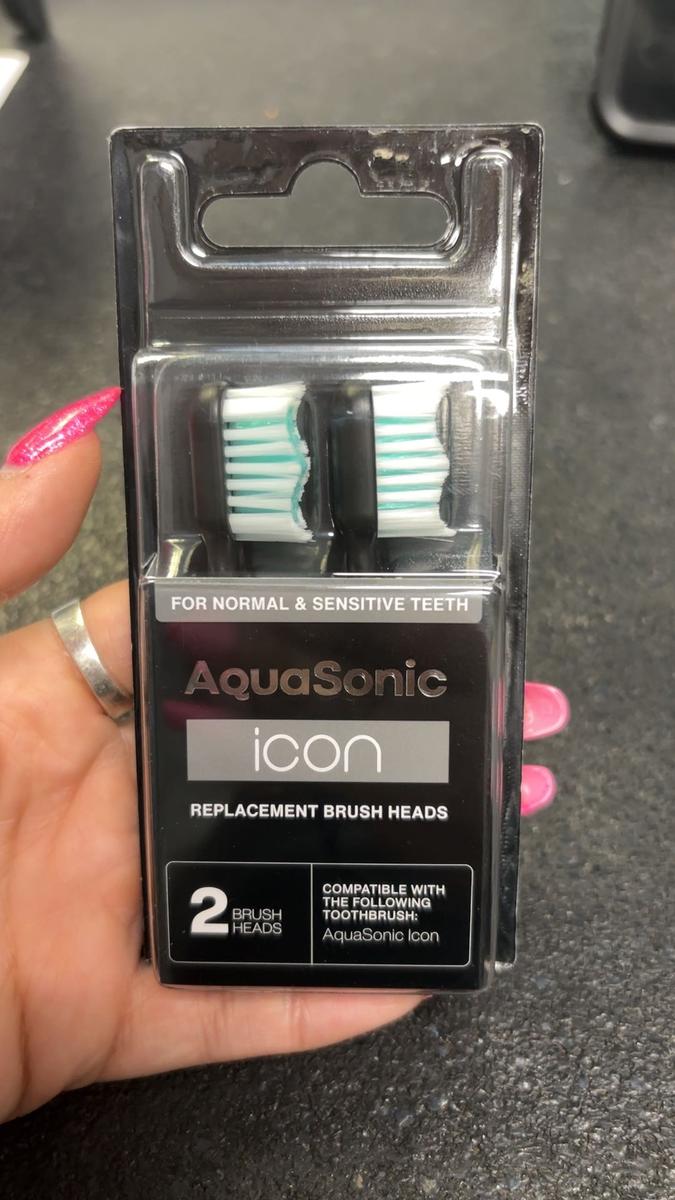 FOR NORMAL & SENSITIVE TEETH
AquaSonic
icon
REPLACEMENT BRUSH HEADS
2 BRUSH
HEADS
COMPATIBLE WITH
THE FOLLOWING
TOOTHBRUSH:
AquaSonic Icon